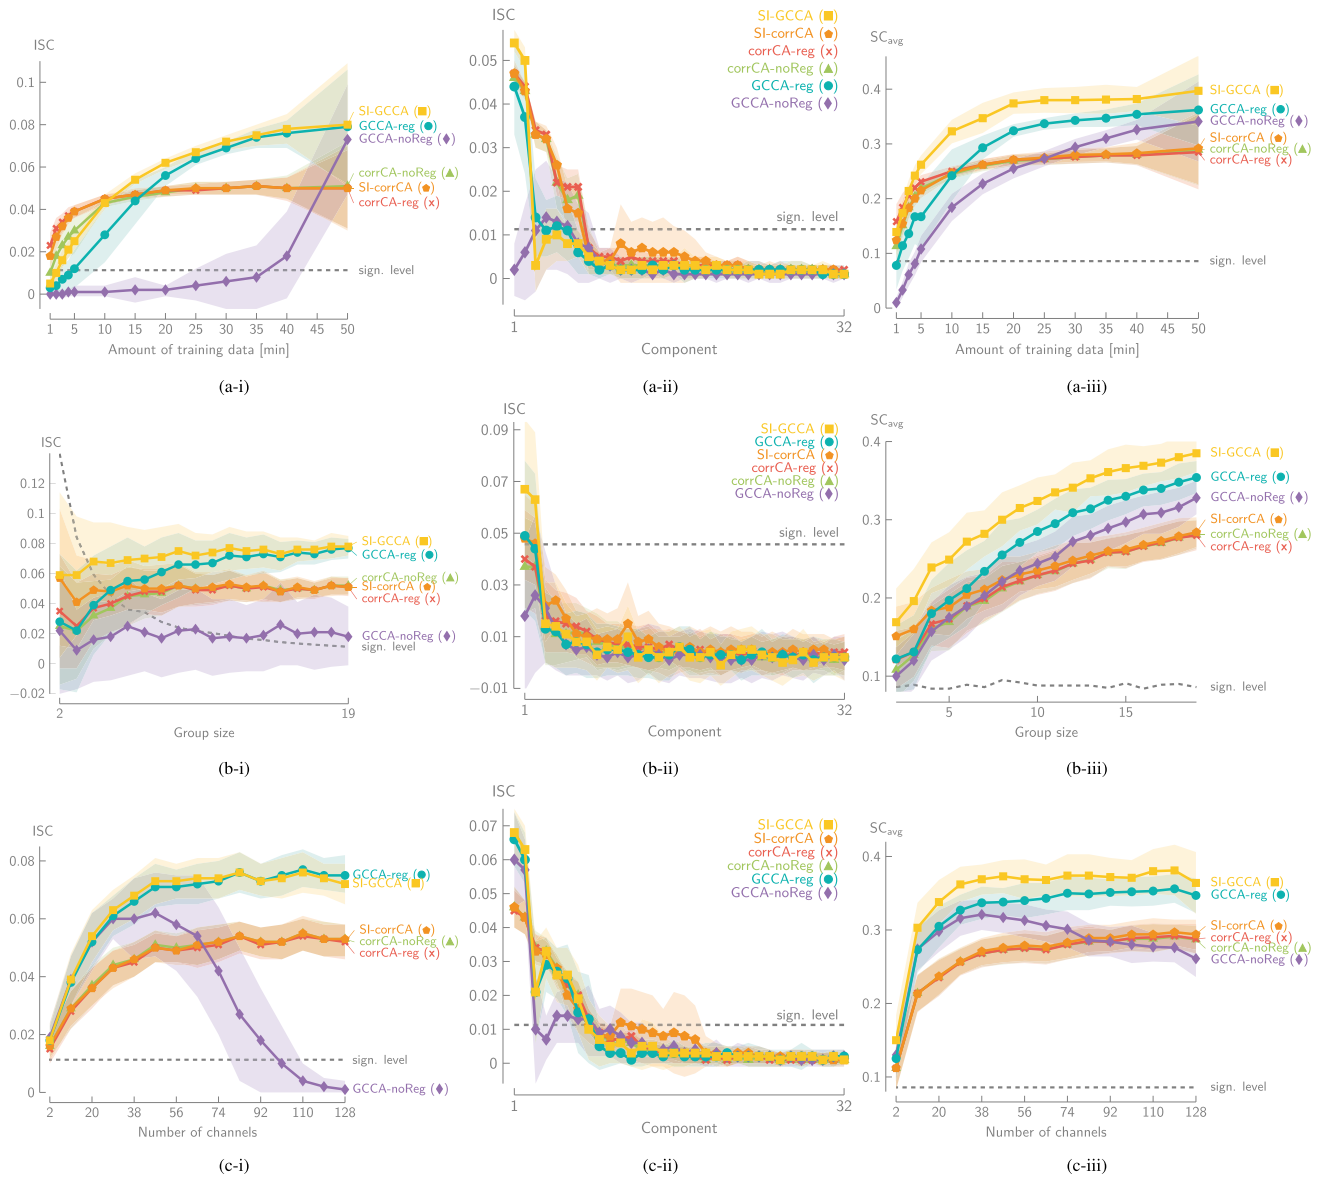 ISC
0.1
0.08
0.06
0.04
0.02
0
SI-GCCA (■)
GCCA-reg (●)
GCCA-noReg (♦)
corrCA-noReg (▲)
SI-corrCA (⬟)
corrCA-reg (×)
sign. level
1 5 10 15 20 25 30 35 40 45 50
Amount of training data [min]
(a-i)
ISC
0.05
0.04
0.03
0.02
0.01
0
SI-GCCA (■)
SI-corrCA (⬟)
corrCA-reg (×)
corrCA-noReg (▲)
GCCA-reg (●)
GCCA-noReg (♦)
sign. level
1 32
Component
(a-ii)
SCavg
0.4
0.3
0.2
0.1
0
SI-GCCA (■)
GCCA-reg (●)
GCCA-noReg (♦)
SI-corrCA (⬟)
corrCA-noReg (▲)
corrCA-reg (×)
sign. level
1 5 10 15 20 25 30 35 40 50
Amount of training data [min]
(a-iii)
ISC
0.12
0.1
0.08
0.06
0.04
0.02
0
−0.02
SI-GCCA (■)
GCCA-reg (●)
corrCA-noReg (▲)
SI-corrCA (⬟)
corrCA-reg (×)
GCCA-noReg (♦)
sign. level
2 19
Group size
(b-i)
ISC
0.09
0.07
0.05
0.03
0.01
−0.01
SI-GCCA (■)
GCCA-reg (●)
SI-corrCA (⬟)
corrCA-reg (×)
corrCA-noReg (▲)
GCCA-noReg (♦)
sign. level
1 32
Component
(b-ii)
SCavg
0.4
0.3
0.2
0.1
SI-GCCA (■)
GCCA-reg (●)
GCCA-noReg (♦)
SI-corrCA (⬟)
corrCA-noReg (▲)
corrCA-reg (×)
sign. level
5 10 15
Group size
(b-iii)
ISC
0.08
0.06
0.04
0.02
0
GCCA-reg (●)
SI-GCCA (■)
SI-corrCA (⬟)
corrCA-noReg (▲)
corrCA-reg (×)
sign. level
GCCA-noReg (♦)
2 20 38 56 74 92 110 128
Number of channels
(c-i)
ISC
0.07
0.06
0.05
0.04
0.03
0.02
0.01
0
SI-GCCA (■)
SI-corrCA (⬟)
corrCA-reg (×)
corrCA-noReg (▲)
GCCA-reg (●)
GCCA-noReg (♦)
sign. level
1 32
Component
(c-ii)
SCavg
0.4
0.3
0.2
0.1
SI-GCCA (■)
GCCA-reg (●)
SI-corrCA (⬟)
corrCA-reg (×)
corrCA-noReg (▲)
GCCA-noReg (♦)
sign. level
2 20 38 56 74 92 110 128
Number of channels
(c-iii)